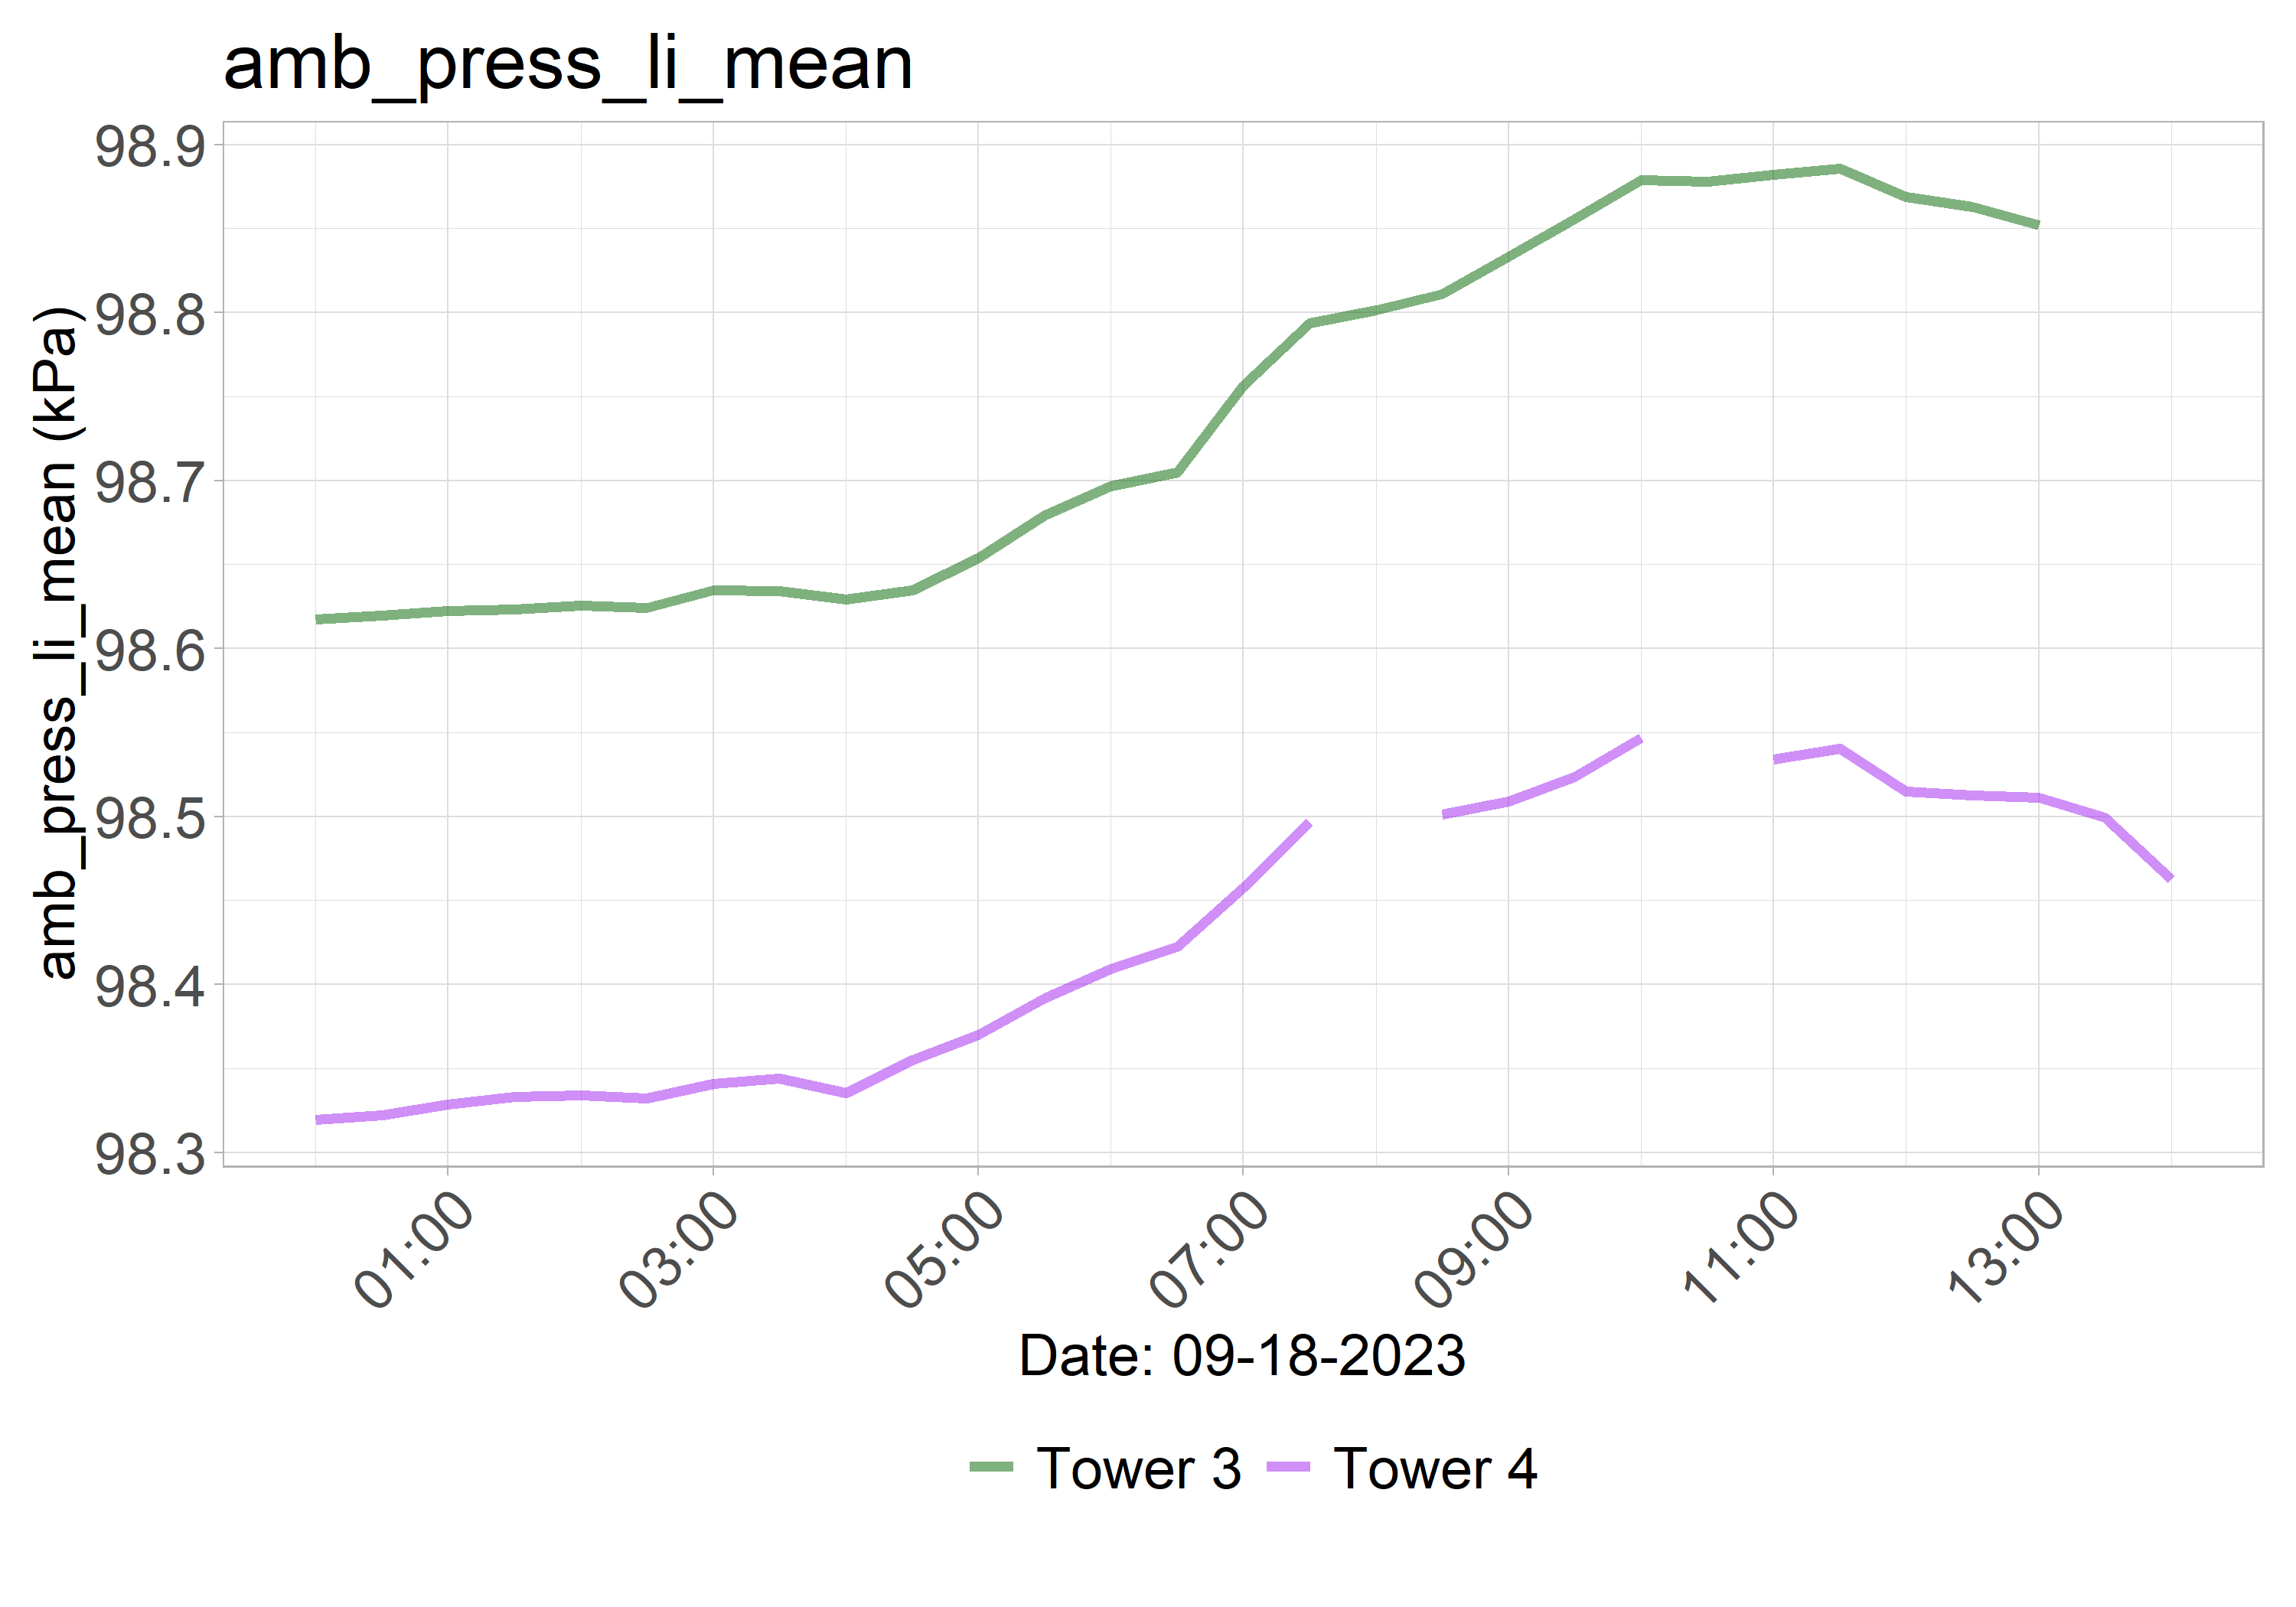 amb_press_li_mean
amb_press_li_mean (kPa)
98.9
98.8
98.7
98.6
98.5
98.4
98.3
01:00
03:00
05:00
07:00
09:00
11:00
13:00
Date: 09-18-2023
Tower 3
Tower 4